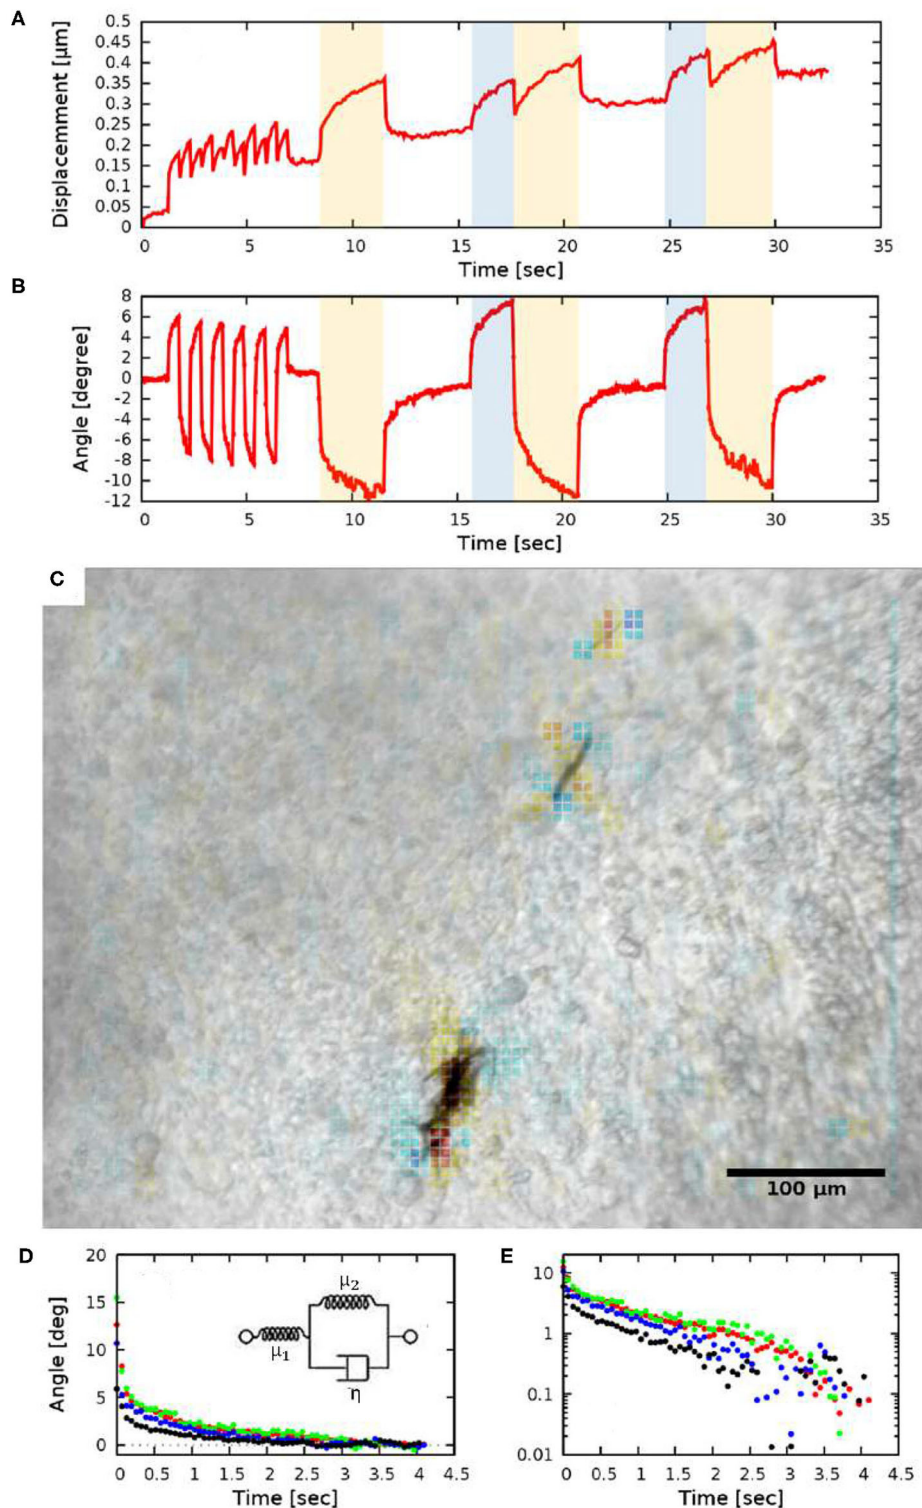 A
Displacemment [µm]
0.5
0.45
0.4
0.35
0.3
0.25
0.2
0.15
0.1
0.05
0
0 5 10 15 20 25 30 35
Time [sec]
B
Angle [degree]
8
6
4
2
0
-2
-4
-6
-8
-10
-12
0 5 10 15 20 25 30 35
Time [sec]
C
100 µm
D
Angle [deg]
20
15
10
5
0
µ2
µ1
η
0 0.5 1 1.5 2 2.5 3 3.5 4 4.5
Time [sec]
E
10
1
0.1
0.01
0 0.5 1 1.5 2 2.5 3 3.5 4 4.5
Time [sec]